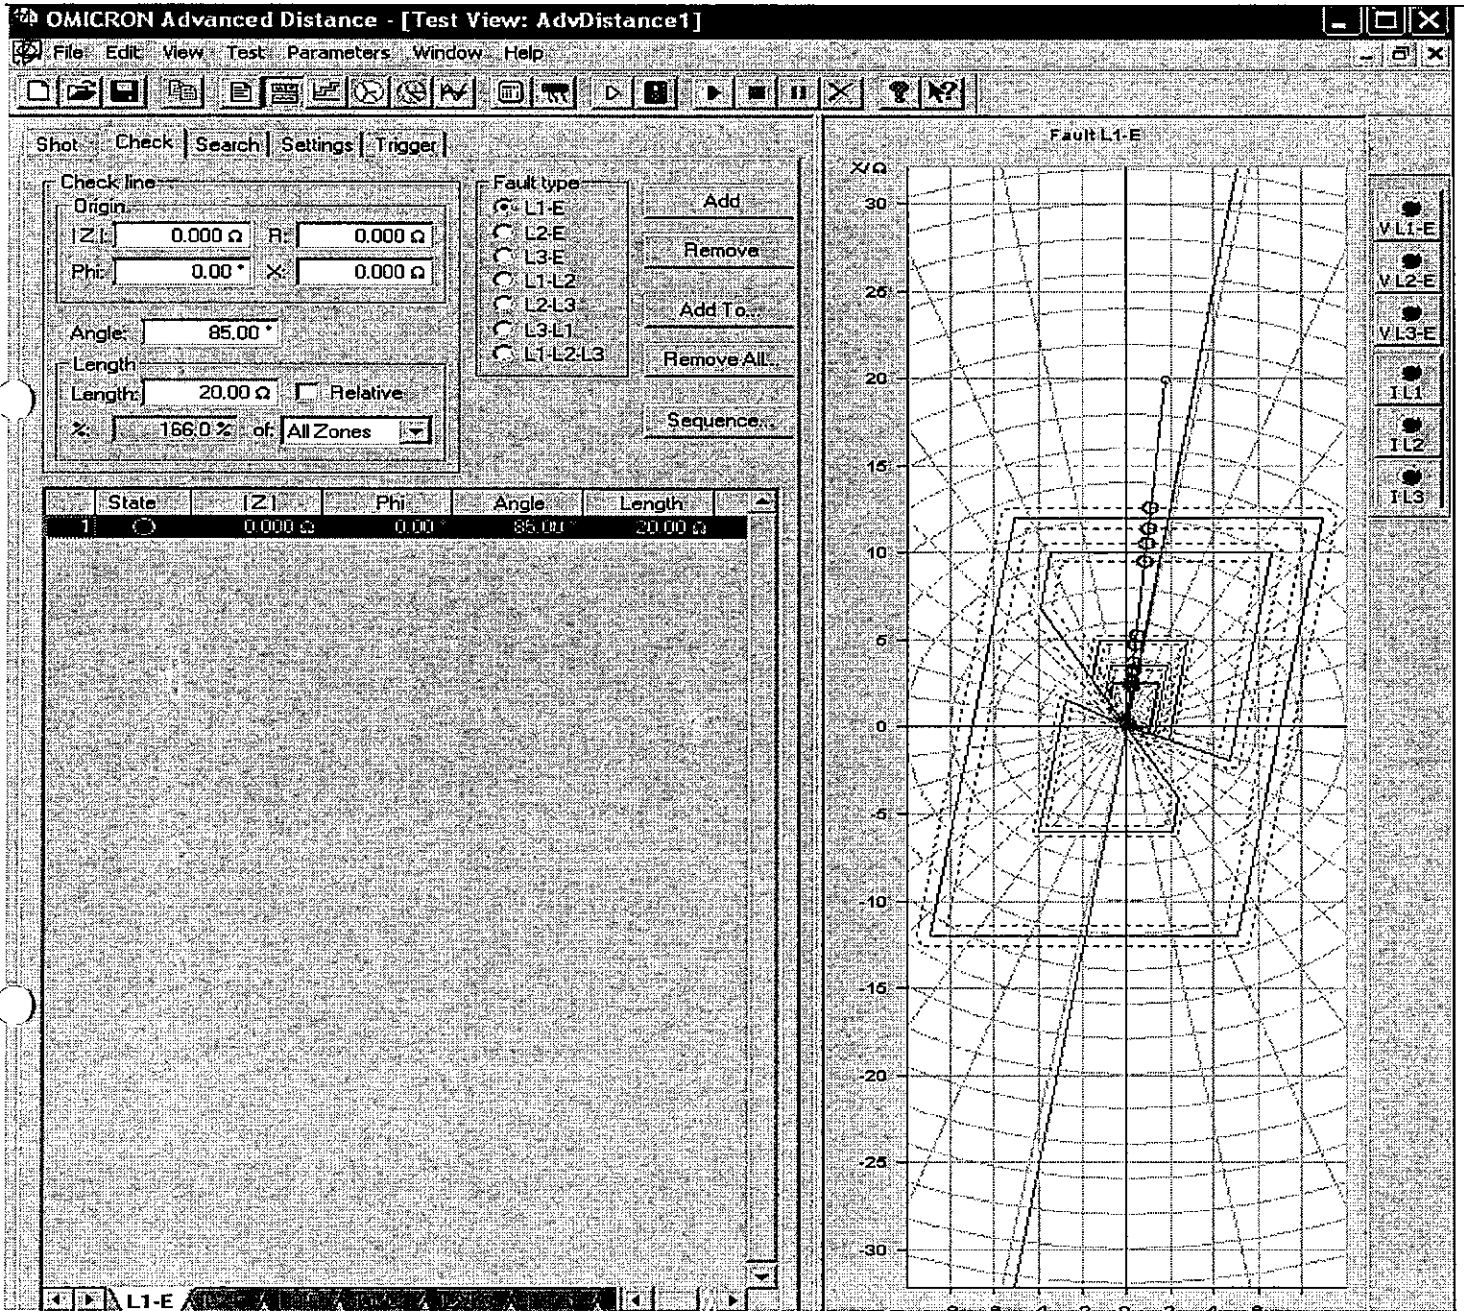 OMICRON Advanced Distance - [Test View: AdvDistance1]
File Edit View Test Parameters Window Help
Shot Check Search Settings Trigger
Check line
Origin
|Z|: 0.000 Ω R: 0.000 Ω
Phi: 0.00 ° X: 0.000 Ω
Angle: 85.00 °
Length
Length: 20.00 Ω Relative
%: 166.0 % of: All Zones
Fault type
L1-E
L2-E
L3-E
L1-L2
L2-L3
L3-L1
L1-L2-L3
Add
Remove
Add To...
Remove All...
Sequence...
State |Z| Phi Angle Length
1 0.000 Ω 0.00 ° 85.00 ° 20.00 Ω
L1-E
Fault L1-E
X/Ω
30
25
20
15
10
5
0
-5
-10
-15
-20
-25
-30
V L1-E
V L2-E
V L3-E
I L1
I L2
I L3